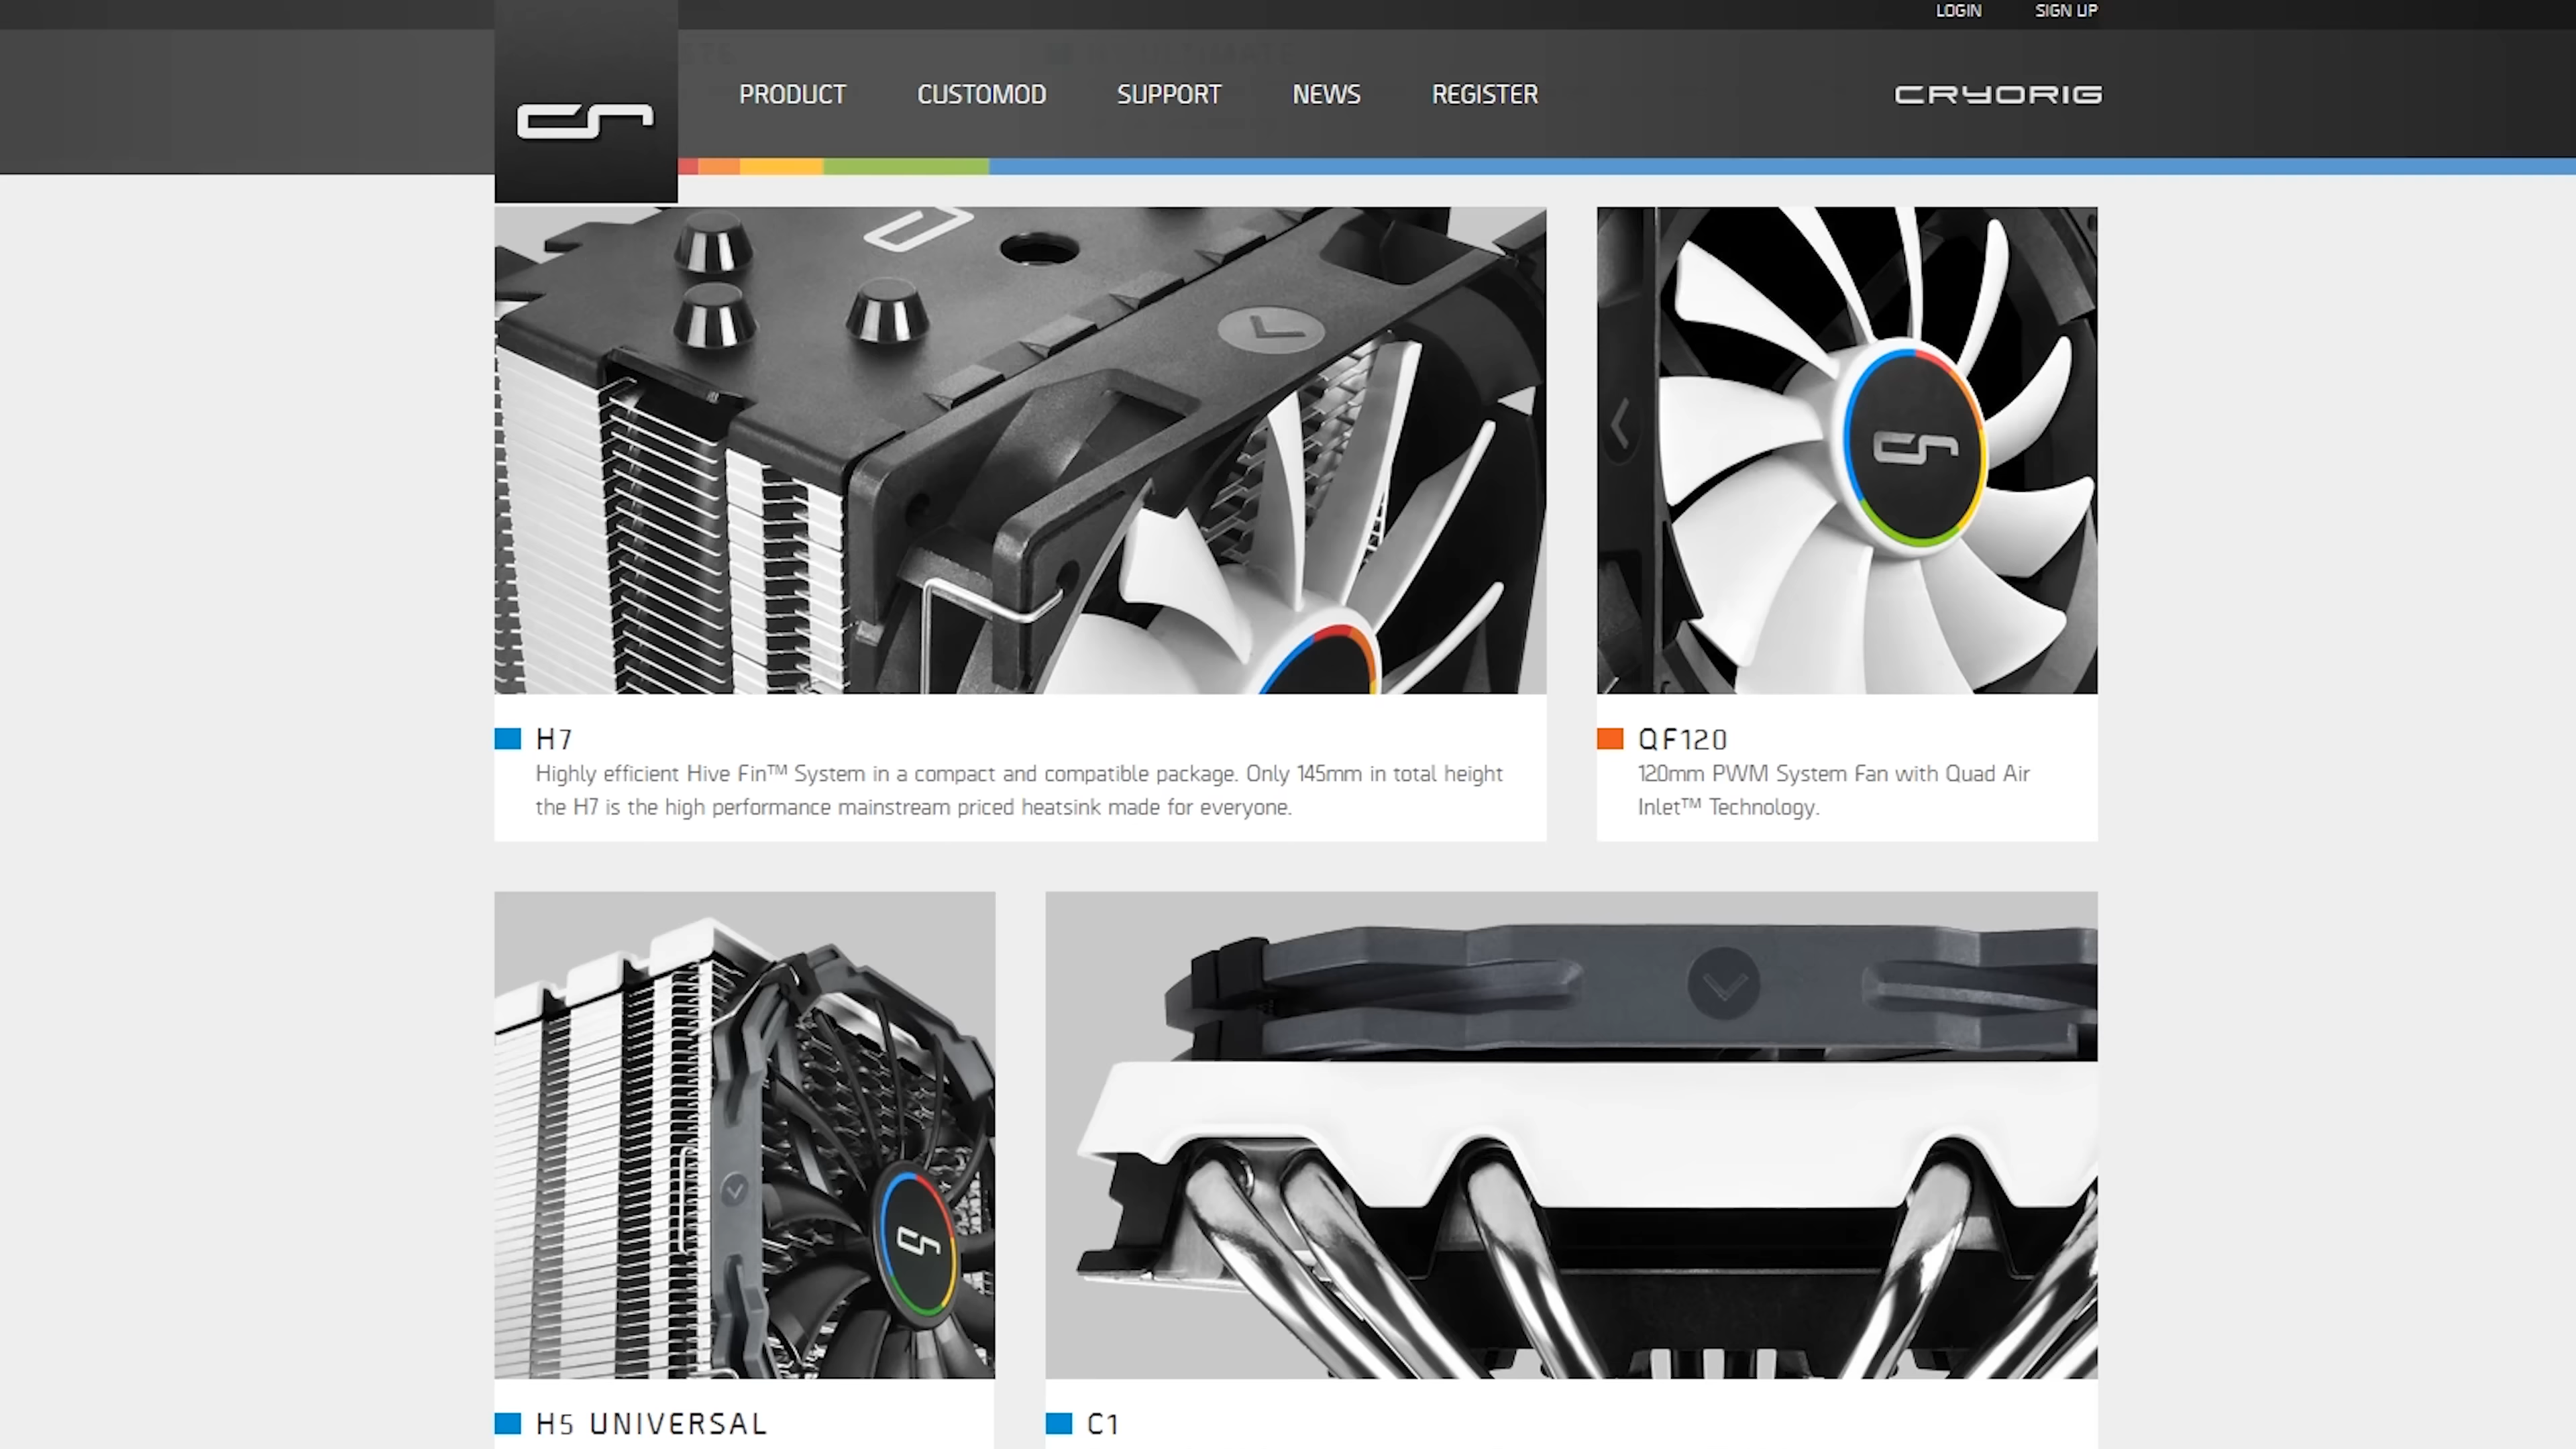 LOGIN SIGN UP
PRODUCT CUSTOMOD SUPPORT NEWS REGISTER CRYORIG
H7
Highly efficient Hive Fin™ System in a compact and compatible package. Only 145mm in total height
the H7 is the high performance mainstream priced heatsink made for everyone.
QF120
120mm PWM System Fan with Quad Air
Inlet™ Technology.
H5 UNIVERSAL
C1